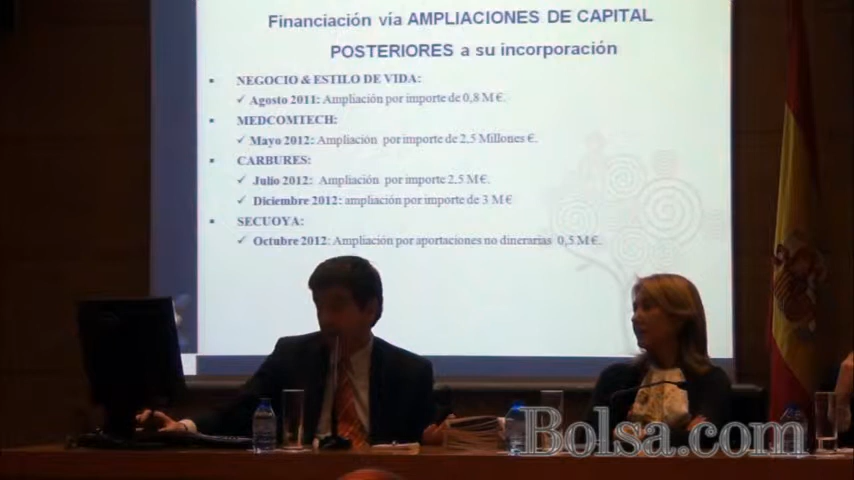 Financiación vía AMPLIACIONES DE CAPITAL
POSTERIORES a su incorporación
▪ NEGOCIO & ESTILO DE VIDA:
✓ Agosto 2011: Ampliación por importe de 0,8 M €.
▪ MEDCOMTECH:
✓ Mayo 2012: Ampliación por importe de 2,5 Millones €.
▪ CARBURES:
✓ Julio 2012: Ampliación por importe 2,5 M €.
✓ Diciembre 2012: ampliación por importe de 3 M €
▪ SECUOYA:
✓ Octubre 2012: Ampliación por aportaciones no dinerarias 0,5 M €.
Bolsa.com